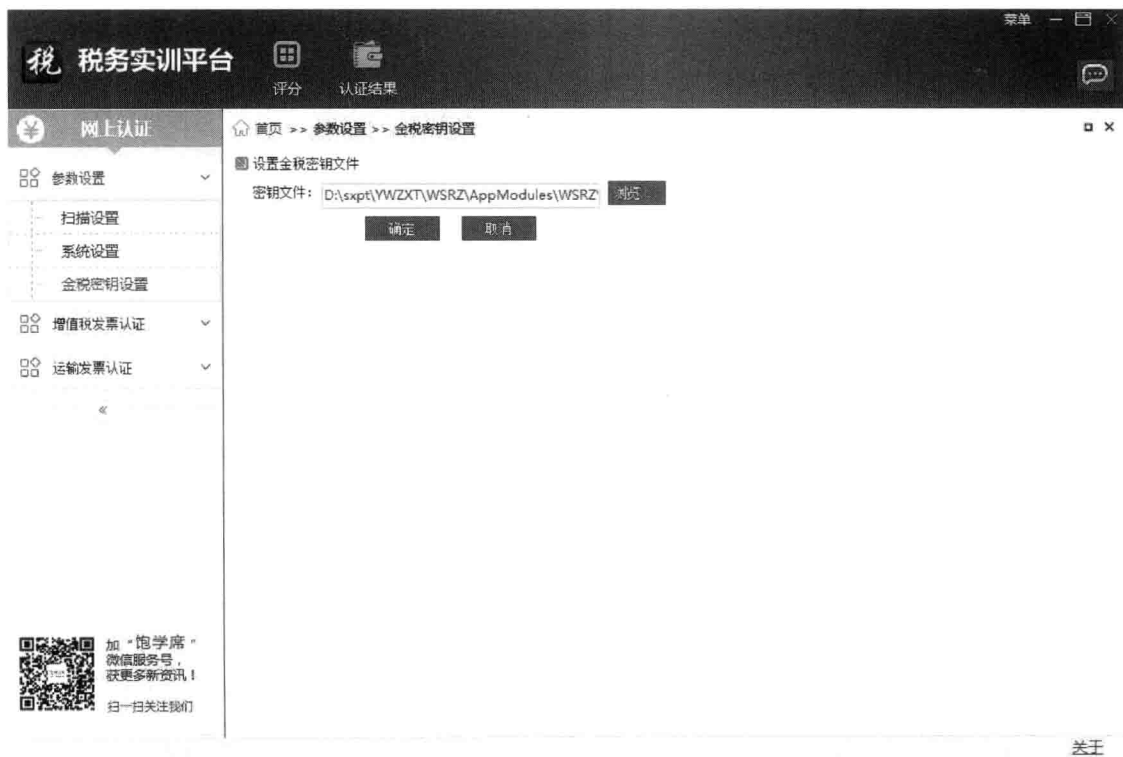 菜单
税 税务实训平台
评分 认证结果
¥ 网上认证
首页 >> 参数设置 >> 金税密钥设置
参数设置
设置金税密钥文件
密钥文件: D:\sxpt\YWZXT\WSRZ\AppModules\WSRZ\ 浏览...
扫描设置
确定 取消
系统设置
金税密钥设置
增值税发票认证
运输发票认证
«
加“饱学席”
微信服务号，
获更多新资讯！
扫一扫关注我们
关于